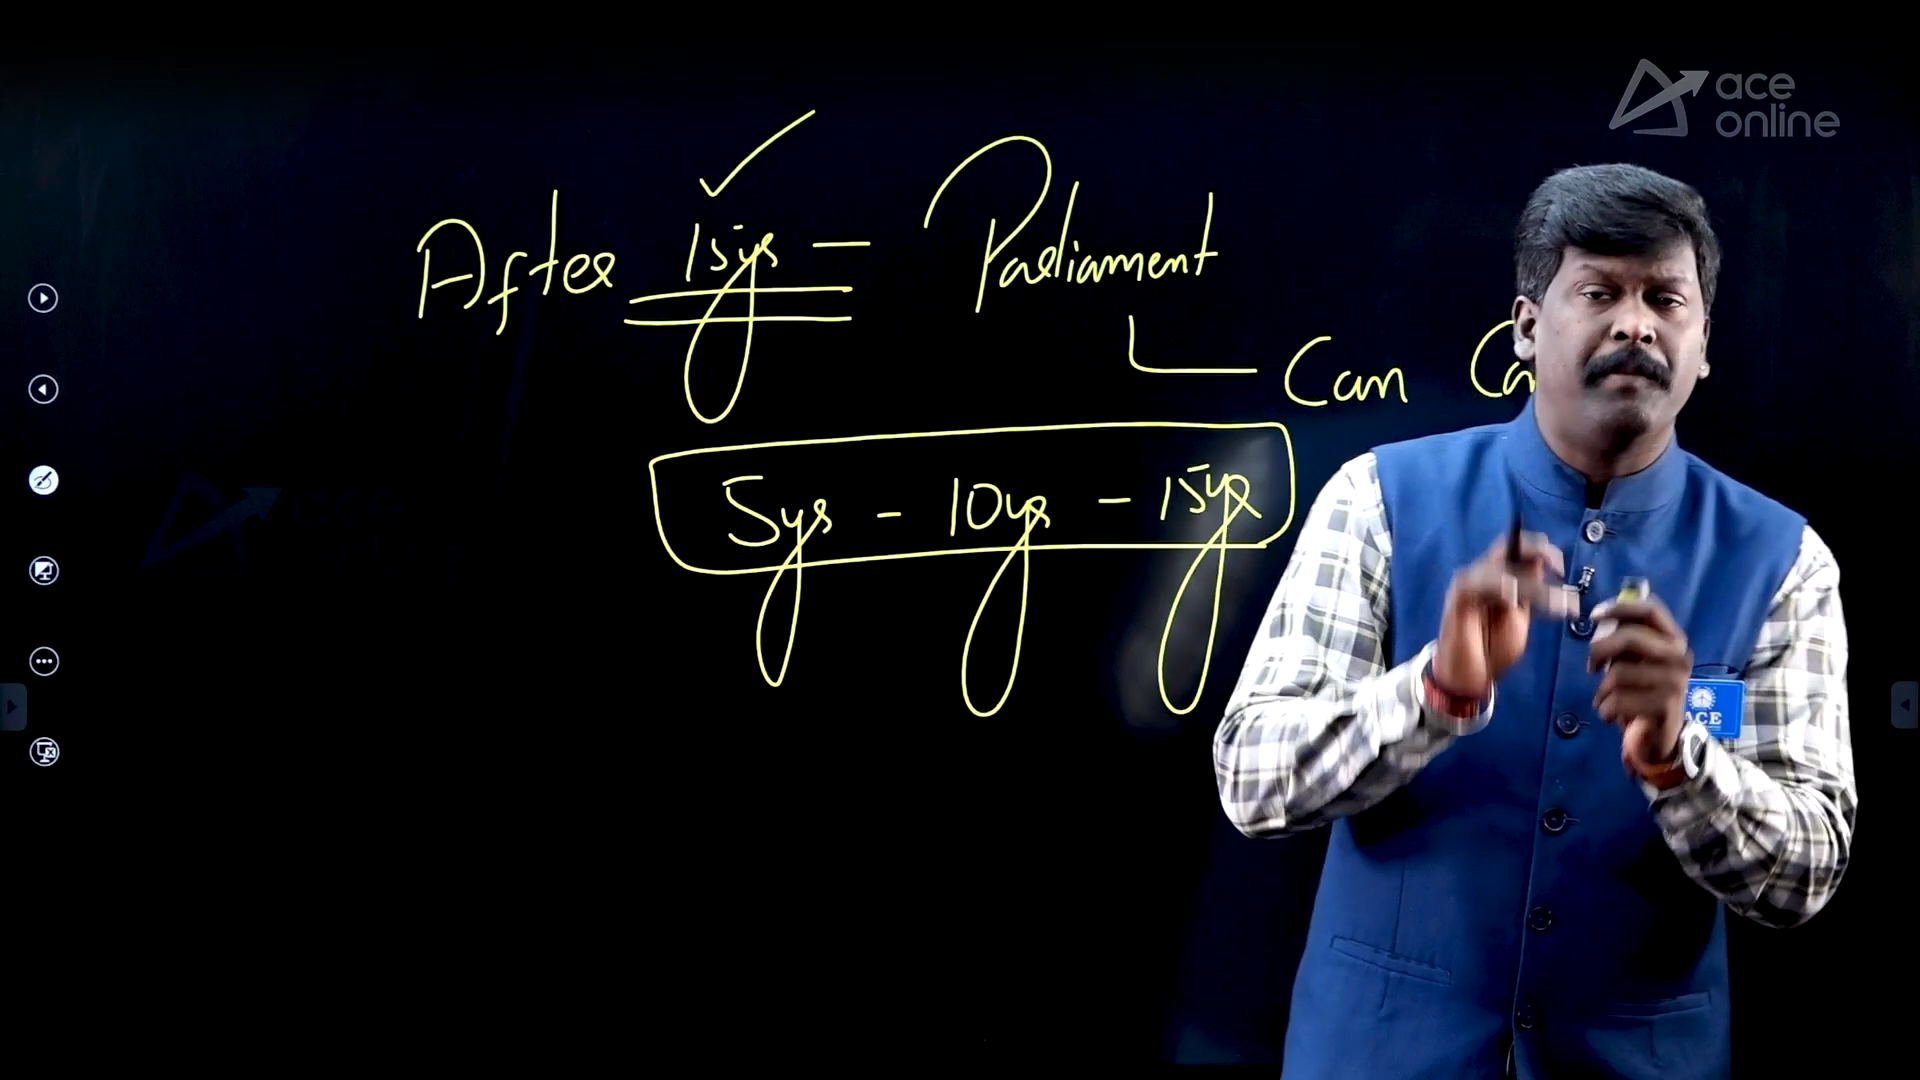 ace
online
After 15ys – Parliament
Can
5ys – 10ys – 15ys
ACE